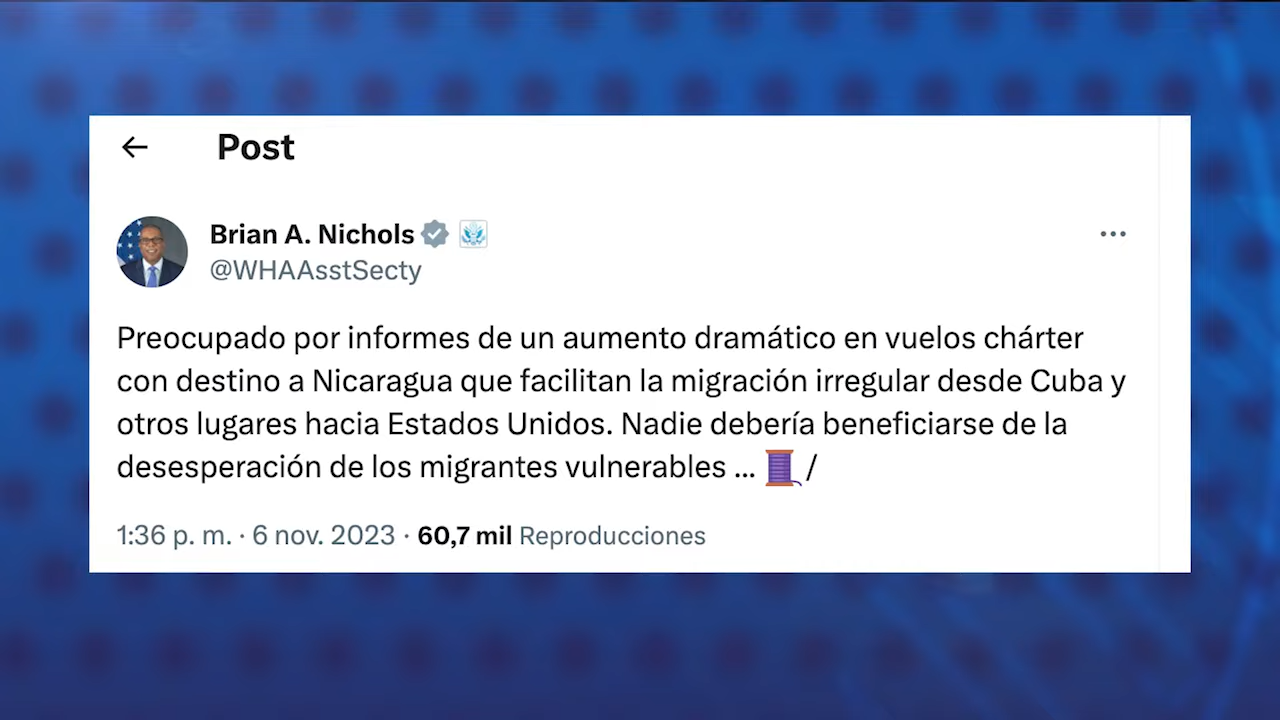 Post
Brian A. Nichols
@WHAAsstSecty
Preocupado por informes de un aumento dramático en vuelos chárter
con destino a Nicaragua que facilitan la migración irregular desde Cuba y
otros lugares hacia Estados Unidos. Nadie debería beneficiarse de la
desesperación de los migrantes vulnerables ... 🧵 /
1:36 p. m. · 6 nov. 2023 · 60,7 mil Reproducciones